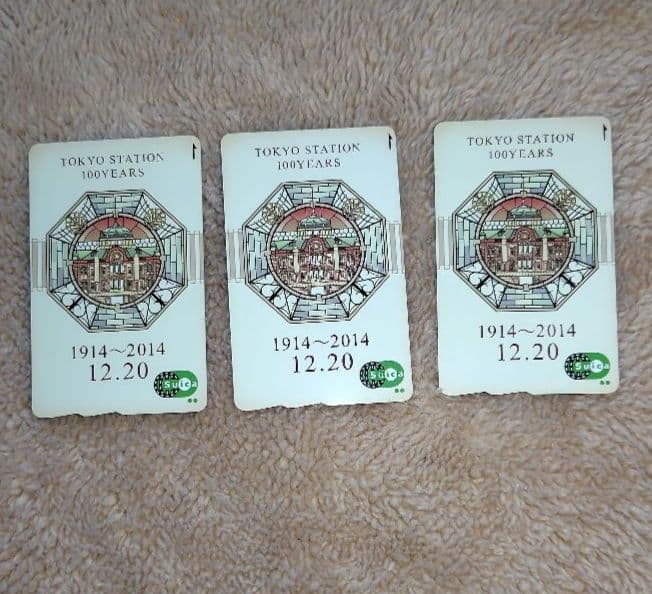 TOKYO STATION
100YEARS
1914～2014
12.20
Suica
TOKYO STATION
100YEARS
1914～2014
12.20
Suica
TOKYO STATION
100YEARS
1914～2014
12.20
Suica